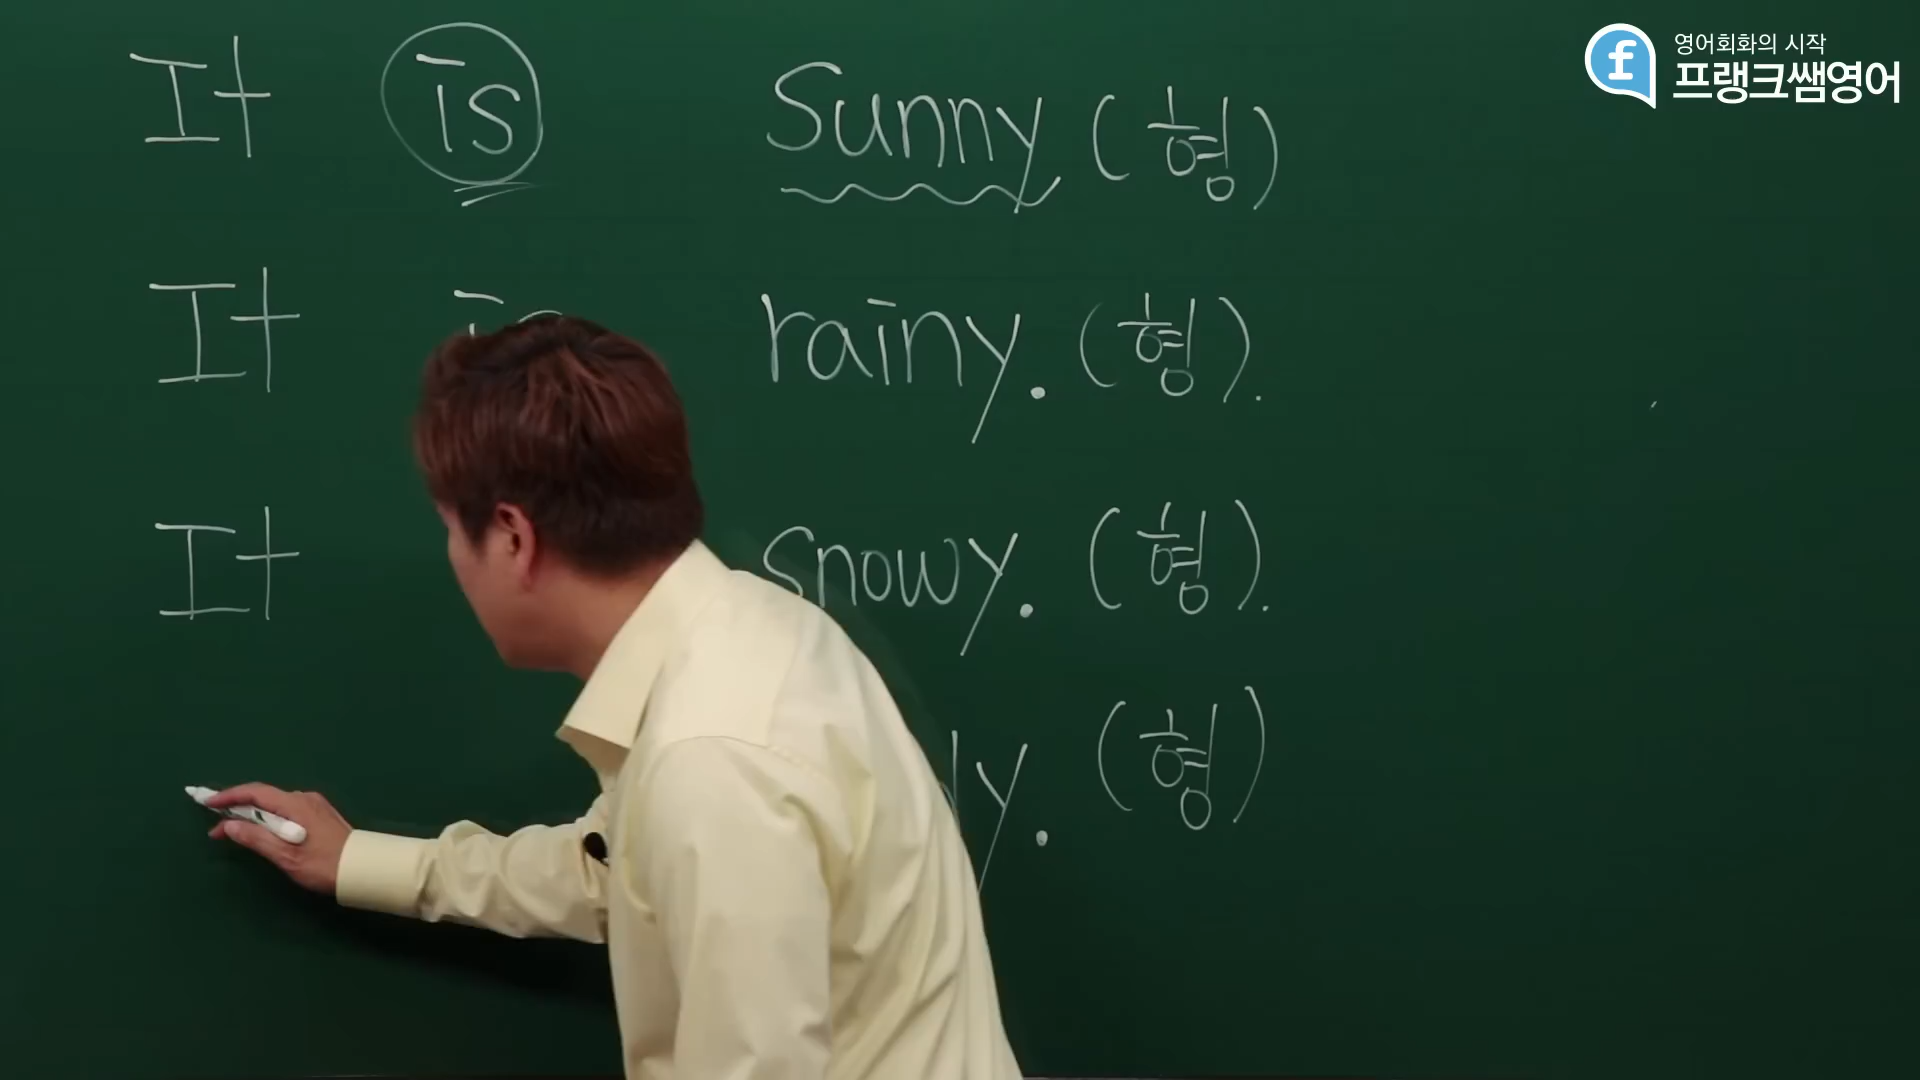 영어회화의 시작
프랭크쌤영어
It is Sunny (형)
It is rainy. (형).
It snowy. (형).
(형)